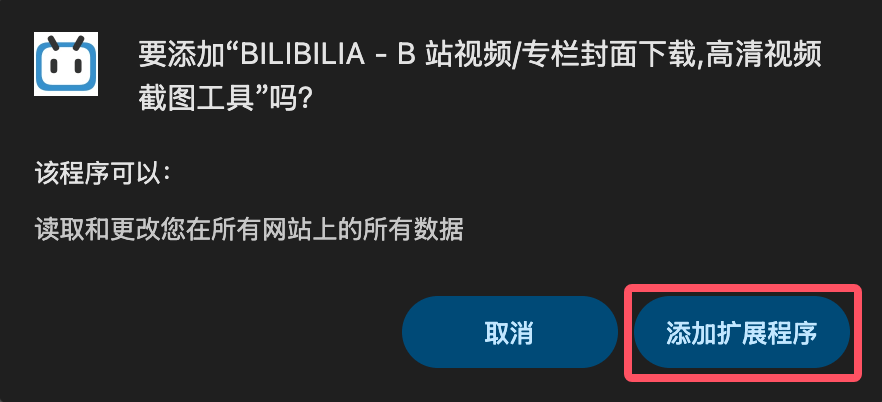 要添加“BILIBILIA - B 站视频/专栏封面下载,高清视频
截图工具”吗?
该程序可以：
读取和更改您在所有网站上的所有数据
取消
添加扩展程序